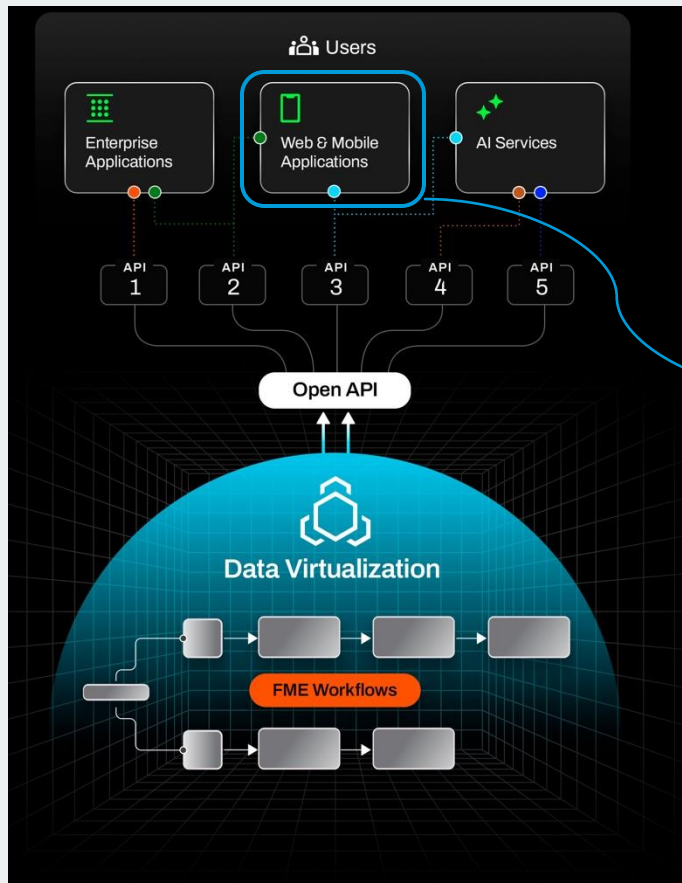 Users
Enterprise
Applications
Web & Mobile
Applications
AI Services
API
1
API
2
API
3
API
4
API
5
Open API
Data Virtualization
FME Workflows